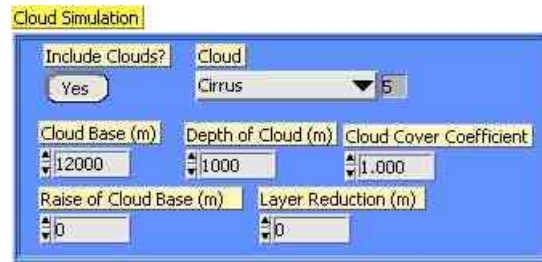 Cloud Simulation
Include Clouds? Cloud
Yes Cirrus 5
Cloud Base (m) Depth of Cloud (m) Cloud Cover Coefficient
12000 1000 1.000
Raise of Cloud Base (m) Layer Reduction (m)
0 0